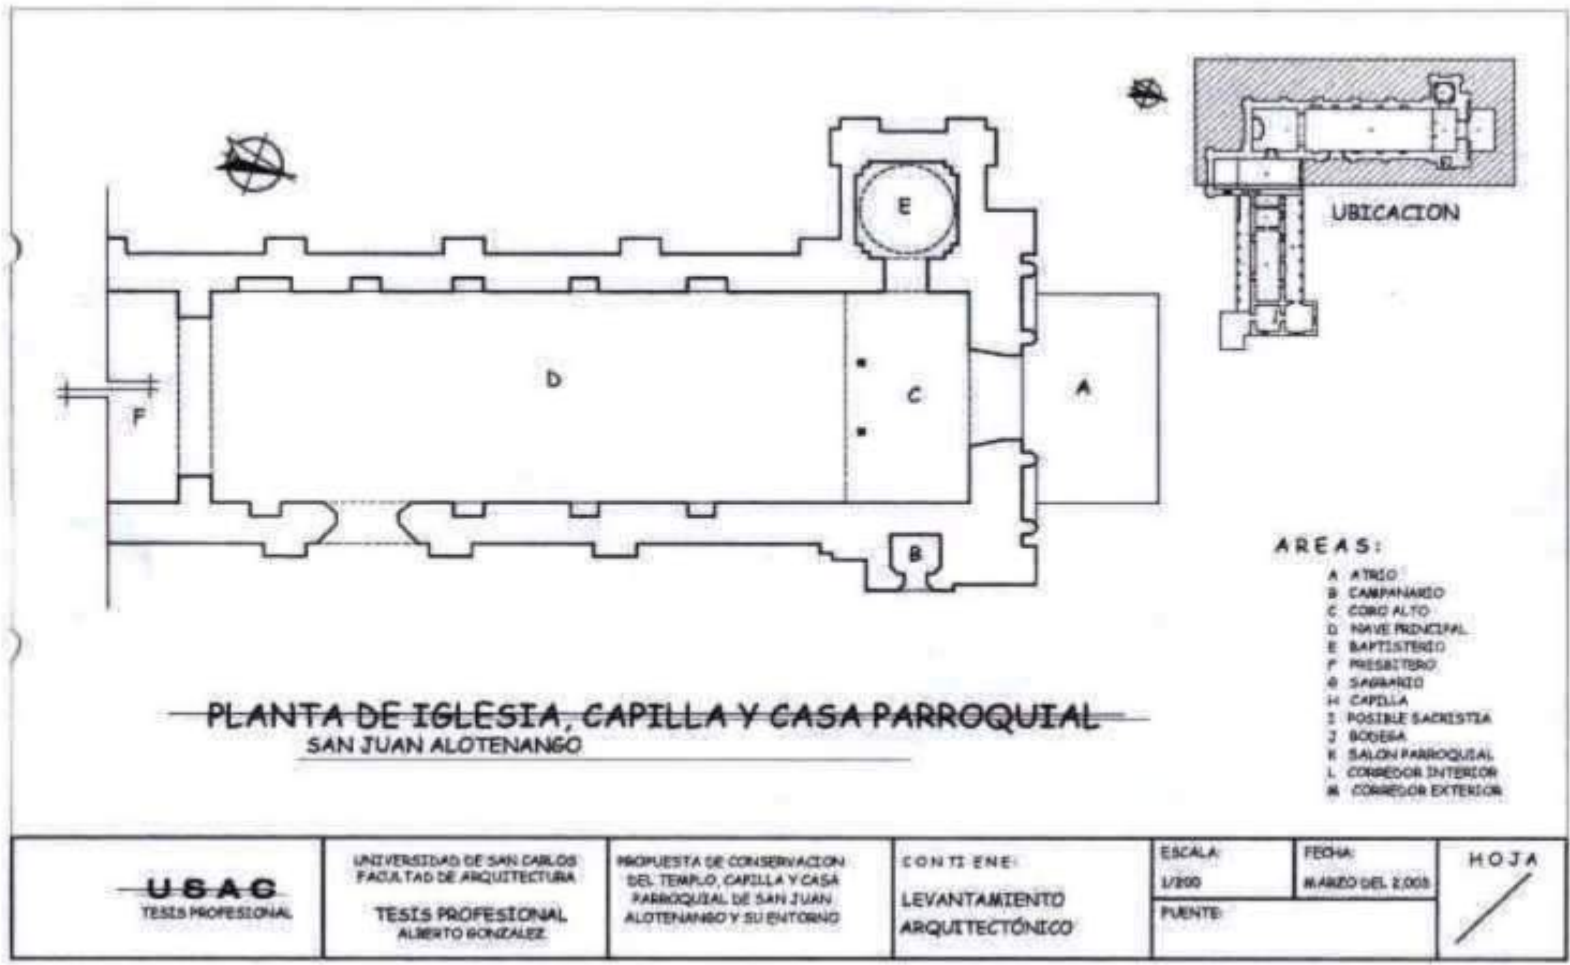 E
UBICACION
D
C
A
F
B
AREAS:
A ATRIO
B CAMPANARIO
C CORO ALTO
D NAVE PRINCIPAL
E BAPTISTERIO
F PRESBITERO
G SAGRARIO
H CAPILLA
I POSIBLE SACRISTIA
J BODEGA
K SALON PARROQUIAL
L CORREDOR INTERIOR
M CORREDOR EXTERIOR
PLANTA DE IGLESIA, CAPILLA Y CASA PARROQUIAL
SAN JUAN ALOTENANGO
USAC
TESIS PROFESIONAL
UNIVERSIDAD DE SAN CARLOS
FACULTAD DE ARQUITECTURA
TESIS PROFESIONAL
ALBERTO GONZALEZ
PROPUESTA DE CONSERVACION
DEL TEMPLO, CAPILLA Y CASA
PARROQUIAL DE SAN JUAN
ALOTENANGO Y SU ENTORNO
CONTIENE:
LEVANTAMIENTO
ARQUITECTÓNICO
ESCALA:
1/200
FECHA:
MARZO DEL
FUENTE:
HOJA